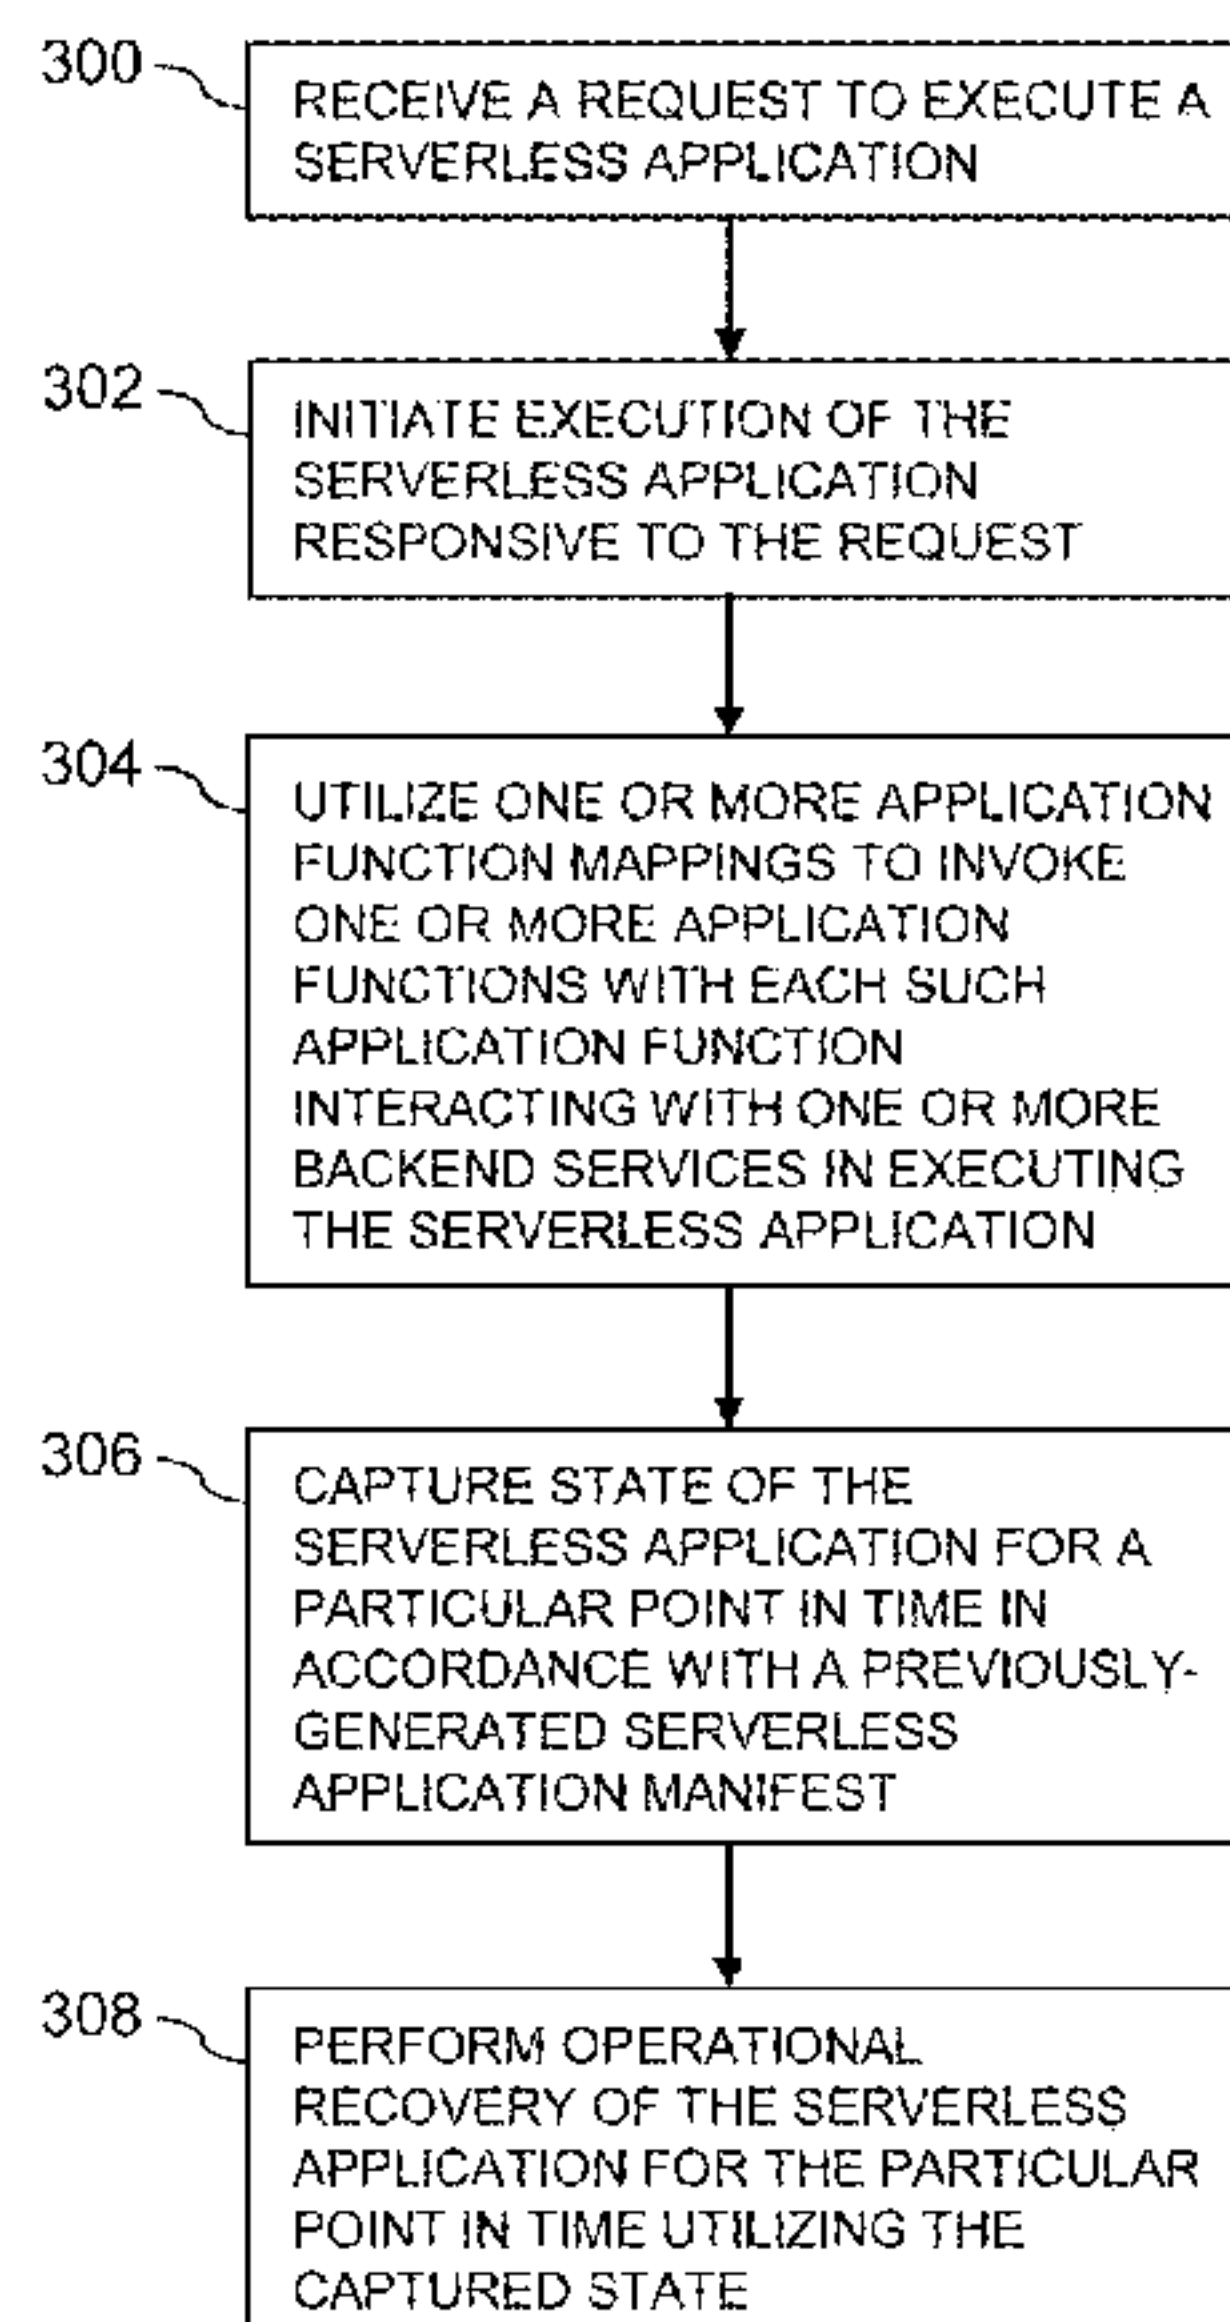 300
RECEIVE A REQUEST TO EXECUTE A
SERVERLESS APPLICATION
302
INITIATE EXECUTION OF THE
SERVERLESS APPLICATION
RESPONSIVE TO THE REQUEST
304
UTILIZE ONE OR MORE APPLICATION
FUNCTION MAPPINGS TO INVOKE
ONE OR MORE APPLICATION
FUNCTIONS WITH EACH SUCH
APPLICATION FUNCTION
INTERACTING WITH ONE OR MORE
BACKEND SERVICES IN EXECUTING
THE SERVERLESS APPLICATION
306
CAPTURE STATE OF THE
SERVERLESS APPLICATION FOR A
PARTICULAR POINT IN TIME IN
ACCORDANCE WITH A PREVIOUSLY-
GENERATED SERVERLESS
APPLICATION MANIFEST
308
PERFORM OPERATIONAL
RECOVERY OF THE SERVERLESS
APPLICATION FOR THE PARTICULAR
POINT IN TIME UTILIZING THE
CAPTURED STATE